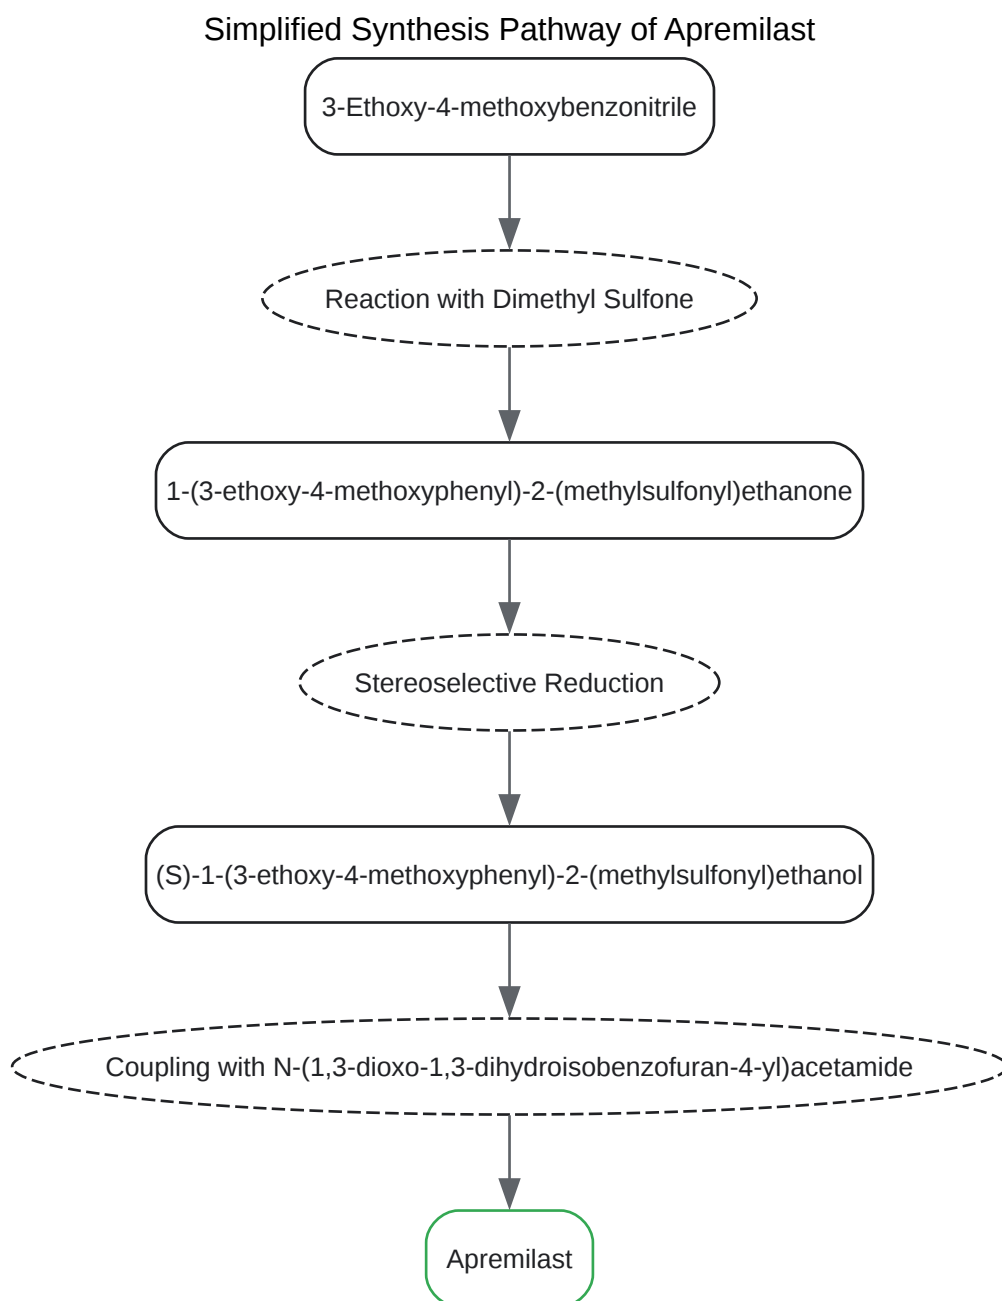 Simplified Synthesis Pathway of Apremilast
3-Ethoxy-4-methoxybenzonitrile
Reaction with Dimethyl Sulfone
1-(3-ethoxy-4-methoxyphenyl)-2-(methylsulfonyl)ethanone
Stereoselective Reduction
(S)-1-(3-ethoxy-4-methoxyphenyl)-2-(methylsulfonyl)ethanol
Coupling with N-(1,3-dioxo-1,3-dihydroisobenzofuran-4-yl)acetamide
Apremilast